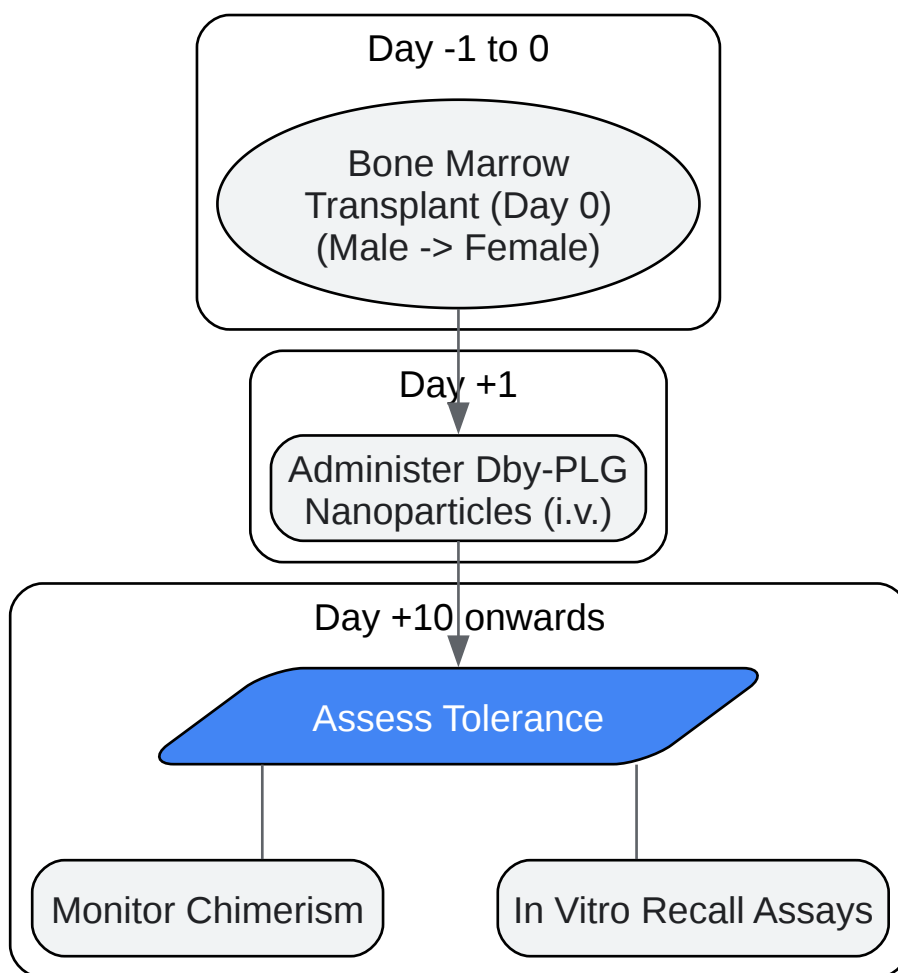 Day -1 to 0
Bone Marrow
Transplant (Day 0)
(Male -> Female)
Day +1
Administer Dby-PLG
Nanoparticles (i.v.)
Day +10 onwards
Assess Tolerance
Monitor Chimerism
In Vitro Recall Assays